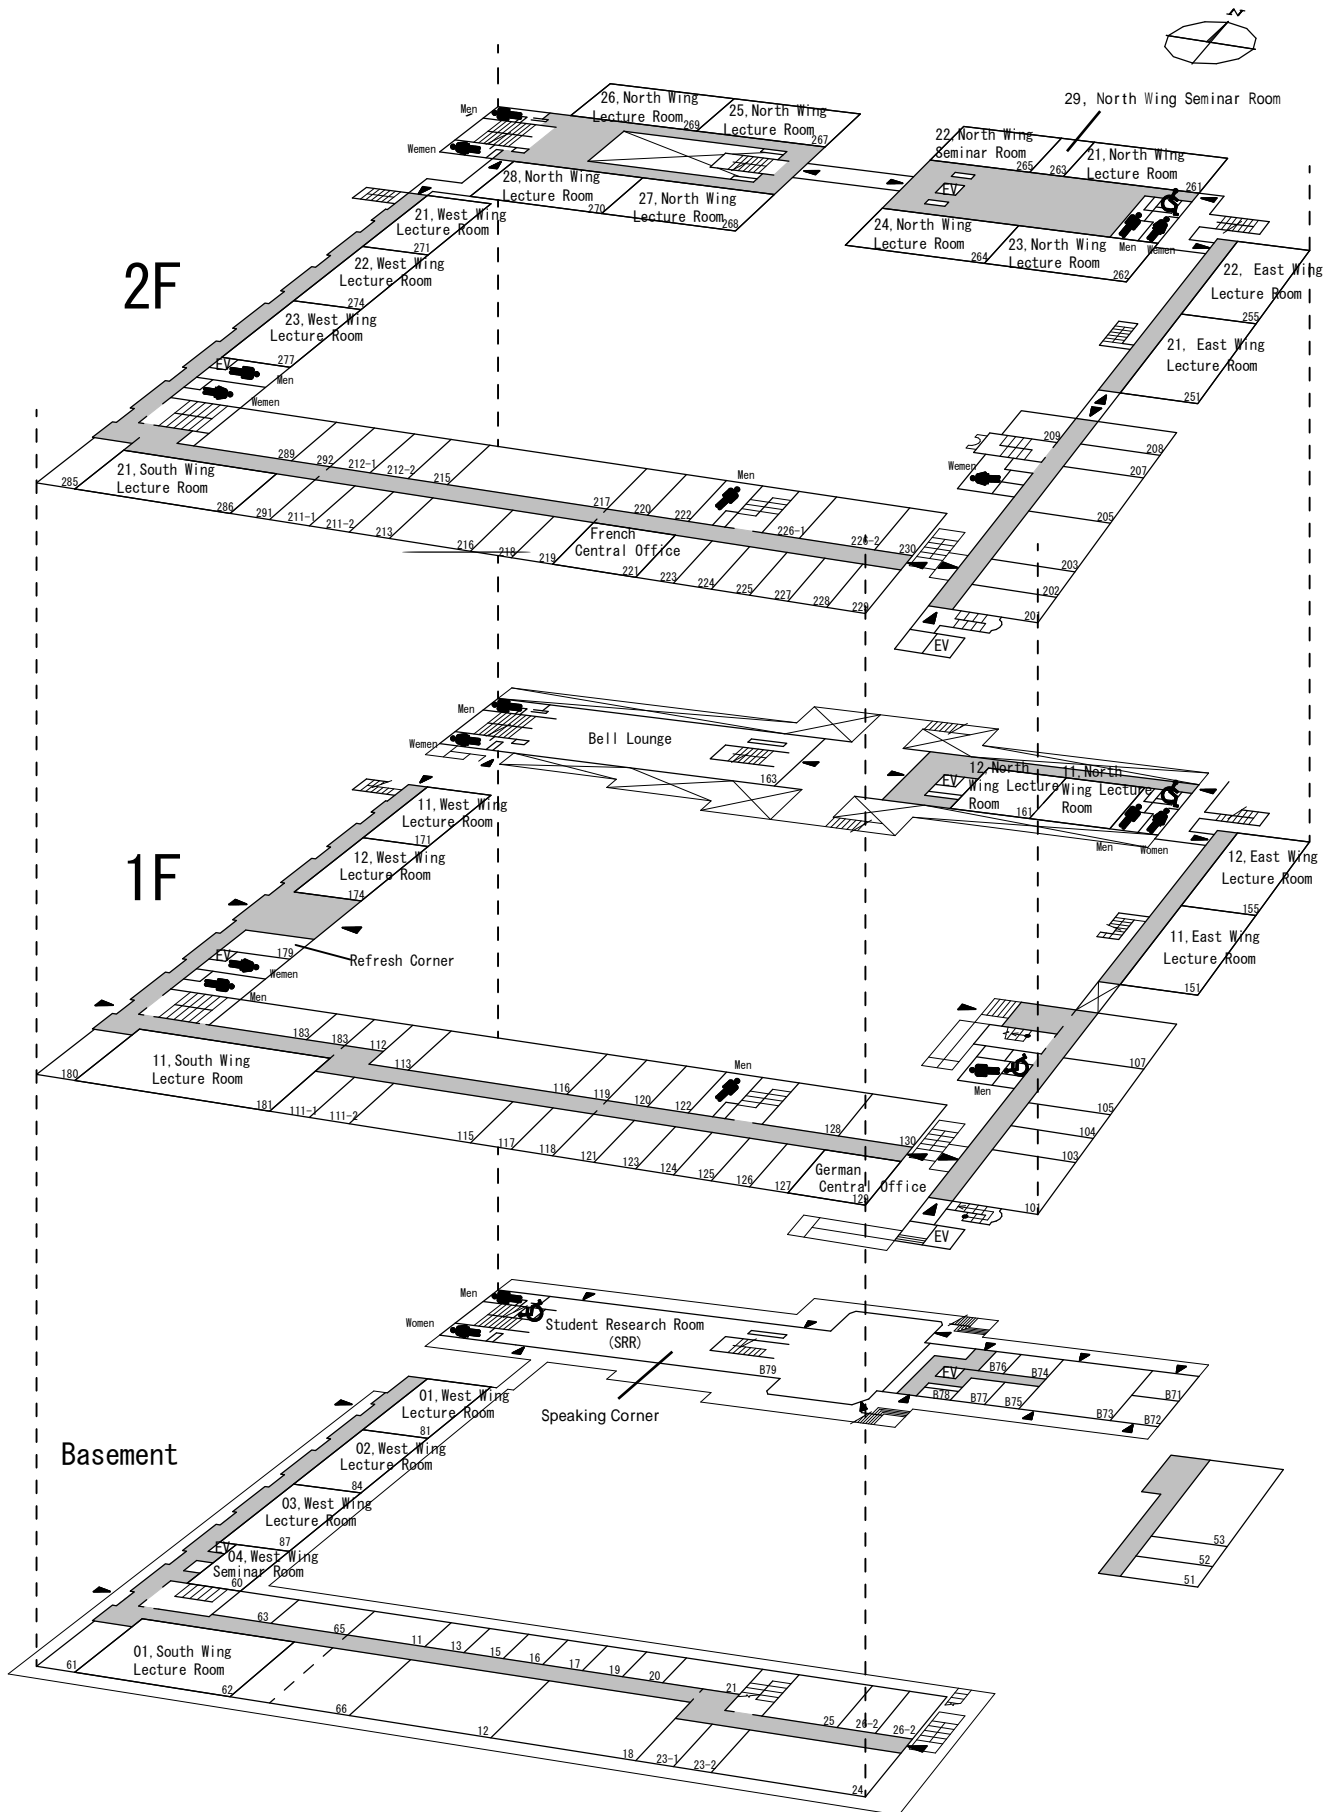 N
29, North Wing Seminar Room
26, North Wing
Lecture Room
269
25, North Wing
Lecture Room
267
Men
Wemen
28, North Wing
Lecture Room
270
27, North Wing
Lecture Room
268
22, North Wing
Seminar Room
265
263
21, North Wing
Lecture Room
261
EV
24, North Wing
Lecture Room
264
23, North Wing
Lecture Room
262
Men
Wemen
2F
21, West Wing
Lecture Room
271
22, West Wing
Lecture Room
274
23, West Wing
Lecture Room
277
EV
Men
Wemen
22, East Wing
Lecture Room
255
21, East Wing
Lecture Room
251
209
208
207
Wemen
205
203
202
201
EV
285
21, South Wing
Lecture Room
286
289
292
212-1
212-2
215
217
220
222
Men
226-1
226-2
230
291
211-1
211-2
213
216
218
219
French
Central Office
221
223
224
225
227
228
229
1F
Men
Women
Bell Lounge
163
EV
12, North
Wing Lecture
Room
161
11, North
Wing Lecture
Room
Men
Women
11, West Wing
Lecture Room
171
12, West Wing
Lecture Room
174
EV
179
Refresh Corner
Women
Men
12, East Wing
Lecture Room
155
11, East Wing
Lecture Room
151
107
Men
105
104
103
101
EV
180
11, South Wing
Lecture Room
181
183
183
112
113
116
119
120
122
Men
128
130
111-1
111-2
115
117
118
121
123
124
125
126
127
German
Central Office
129
Basement
Men
Women
Student Research Room
(SRR)
B79
Speaking Corner
EV
B76
B74
B78
B77
B75
B73
B71
B72
01, West Wing
Lecture Room
81
02, West Wing
Lecture Room
84
03, West Wing
Lecture Room
87
EV
04, West Wing
Seminar Room
60
53
52
51
61
01, South Wing
Lecture Room
62
63
65
11
13
15
16
17
19
20
21
25
26-2
26-2
66
12
18
23-1
23-2
24